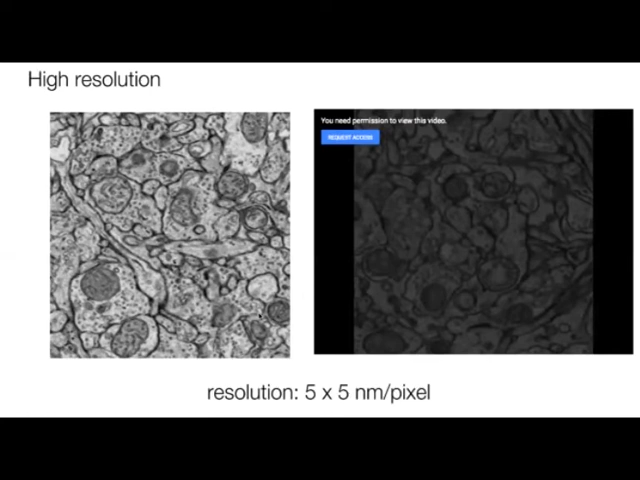 High resolution
You need permission to view this video.
REQUEST ACCESS
resolution: 5 x 5 nm/pixel